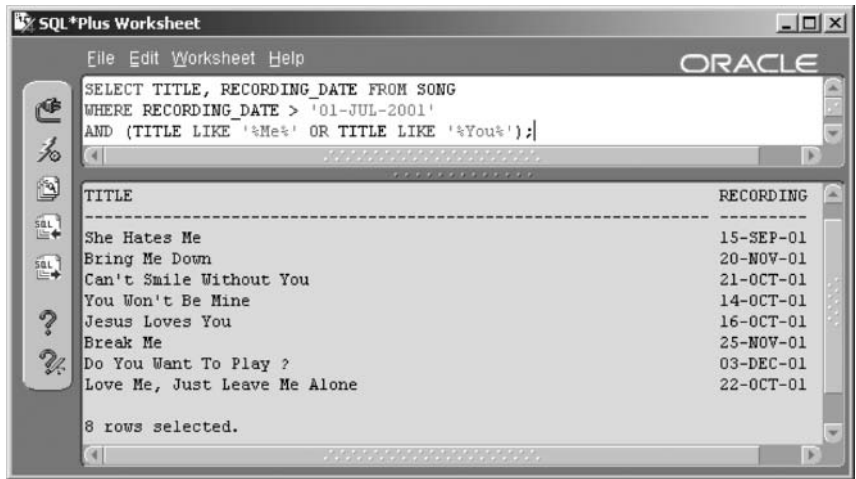 SQL*Plus Worksheet
File Edit Worksheet Help
ORACLE
SELECT TITLE, RECORDING_DATE FROM SONG
WHERE RECORDING_DATE > '01-JUL-2001'
AND (TITLE LIKE '%Me%' OR TITLE LIKE '%You%');
TITLE RECORDING
------------------------------------------------------------- ---------
She Hates Me 15-SEP-01
Bring Me Down 20-NOV-01
Can't Smile Without You 21-OCT-01
You Won't Be Mine 14-OCT-01
Jesus Loves You 16-OCT-01
Break Me 25-NOV-01
Do You Want To Play ? 03-DEC-01
Love Me, Just Leave Me Alone 22-OCT-01
8 rows selected.
SQL
SQL